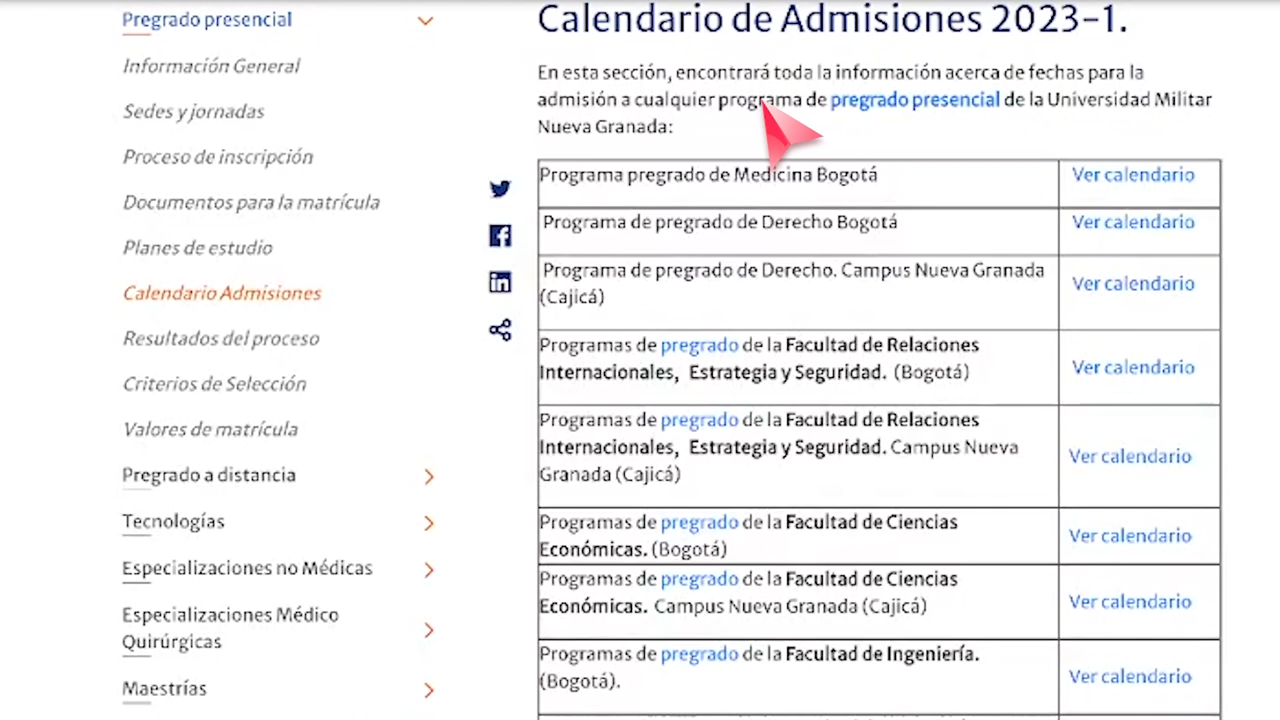 Pregrado presencial
Información General
Sedes y jornadas
Proceso de inscripción
Documentos para la matrícula
Planes de estudio
Calendario Admisiones
Resultados del proceso
Criterios de Selección
Valores de matrícula
Pregrado a distancia
Tecnologías
Especializaciones no Médicas
Especializaciones Médico
Quirúrgicas
Maestrías
Calendario de Admisiones 2023-1.
En esta sección, encontrará toda la información acerca de fechas para la
admisión a cualquier programa de pregrado presencial de la Universidad Militar
Nueva Granada:
Programa pregrado de Medicina Bogotá
Ver calendario
Programa de pregrado de Derecho Bogotá
Ver calendario
Programa de pregrado de Derecho. Campus Nueva Granada
(Cajicá)
Ver calendario
Programas de pregrado de la Facultad de Relaciones
Internacionales, Estrategia y Seguridad. (Bogotá)
Ver calendario
Programas de pregrado de la Facultad de Relaciones
Internacionales, Estrategia y Seguridad. Campus Nueva
Granada (Cajicá)
Ver calendario
Programas de pregrado de la Facultad de Ciencias
Económicas. (Bogotá)
Ver calendario
Programas de pregrado de la Facultad de Ciencias
Económicas. Campus Nueva Granada (Cajicá)
Ver calendario
Programas de pregrado de la Facultad de Ingeniería.
(Bogotá).
Ver calendario